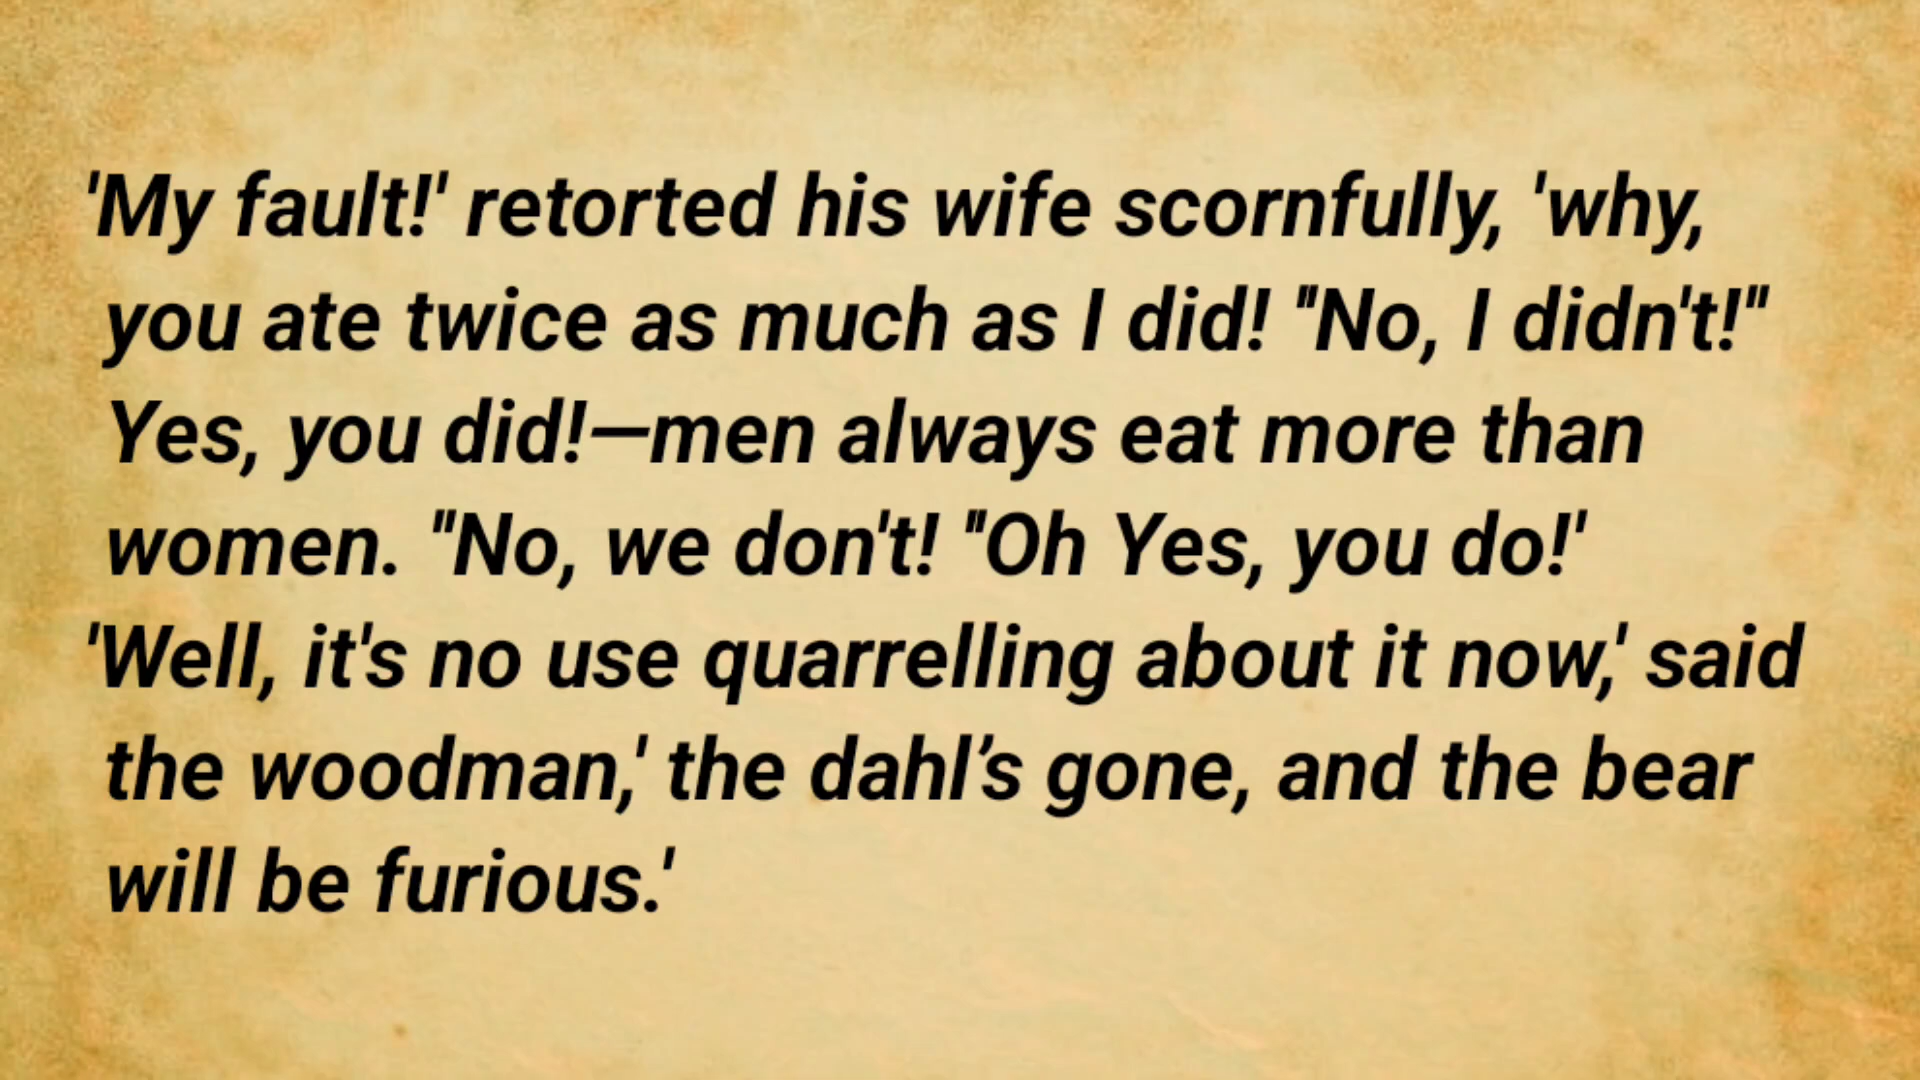 'My fault!' retorted his wife scornfully, 'why,
you ate twice as much as I did! "No, I didn't!"
Yes, you did!—men always eat more than
women. "No, we don't! "Oh Yes, you do!'
'Well, it's no use quarrelling about it now,' said
the woodman,' the dahl’s gone, and the bear
will be furious.'